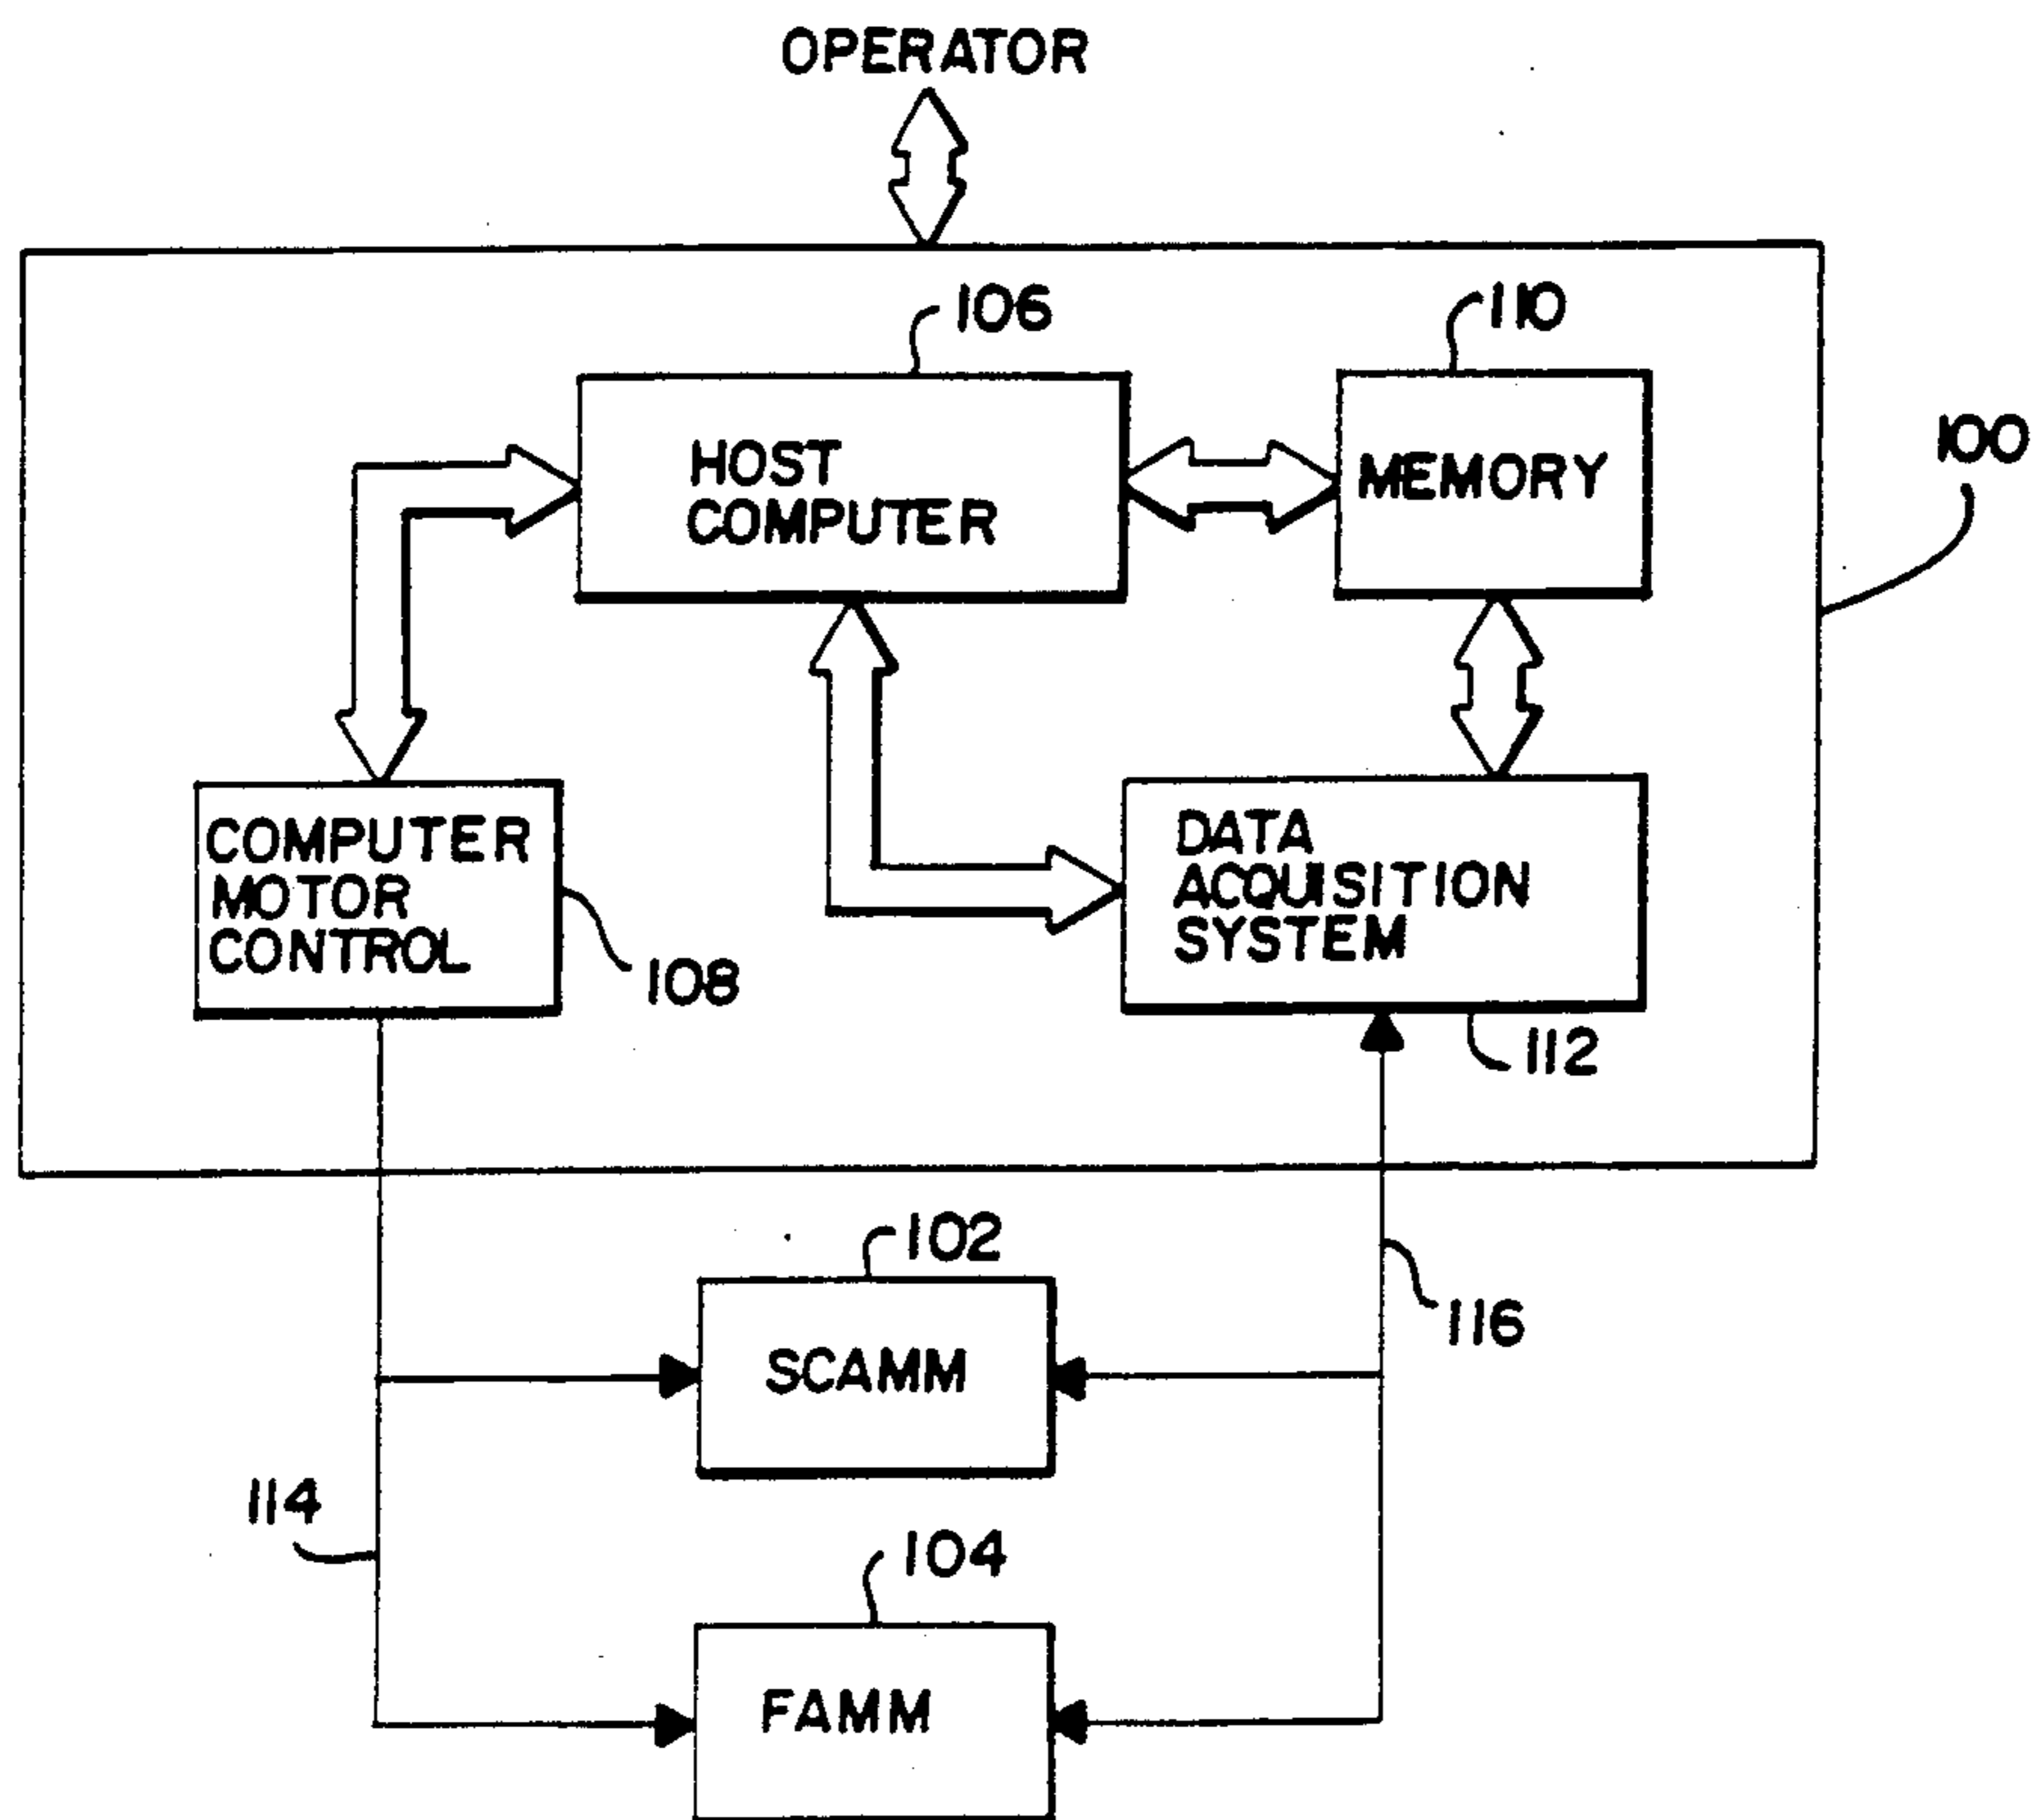 OPERATOR
106
110
100
HOST
COMPUTER
MEMORY
COMPUTER
MOTOR
CONTROL
108
DATA
ACQUISITION
SYSTEM
112
102
SCAMM
116
114
104
FAMM